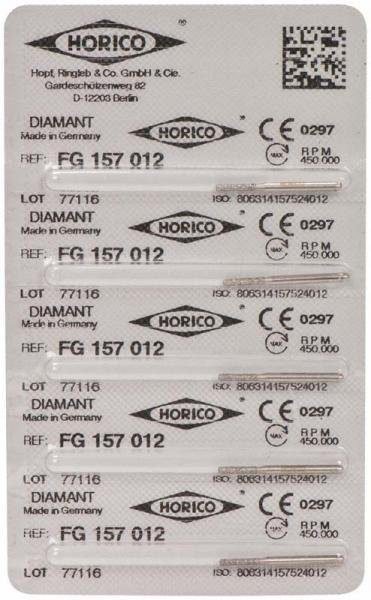 HORICO ®
Hopf, Ringleb & Co. GmbH & Cie.
Gardeschützenweg 82
D-12203 Berlin
DIAMANT HORICO ® CE 0297
Made in Germany
MAX RPM
REF: FG 157 012 450.000
LOT 77116 ISO: 806314157524012
DIAMANT HORICO ® CE 0297
Made in Germany
MAX RPM
REF: FG 157 012 450.000
LOT 77116 ISO: 806314157524012
DIAMANT HORICO ® CE 0297
Made in Germany
MAX RPM
REF: FG 157 012 450.000
LOT 77116 ISO: 806314157524012
DIAMANT HORICO ® CE 0297
Made in Germany
MAX RPM
REF: FG 157 012 450.000
LOT 77116 ISO: 806314157524012
DIAMANT HORICO ® CE 0297
Made in Germany
MAX RPM
REF: FG 157 012 450.000
LOT 77116 ISO: 806314157524012